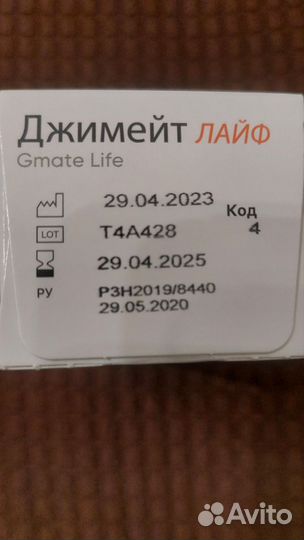 Джимейт ЛАЙФ
Gmate Life
29.04.2023 Код
LOT T4A428 4
29.04.2025
РУ РЗН2019/8440
29.05.2020
Avito